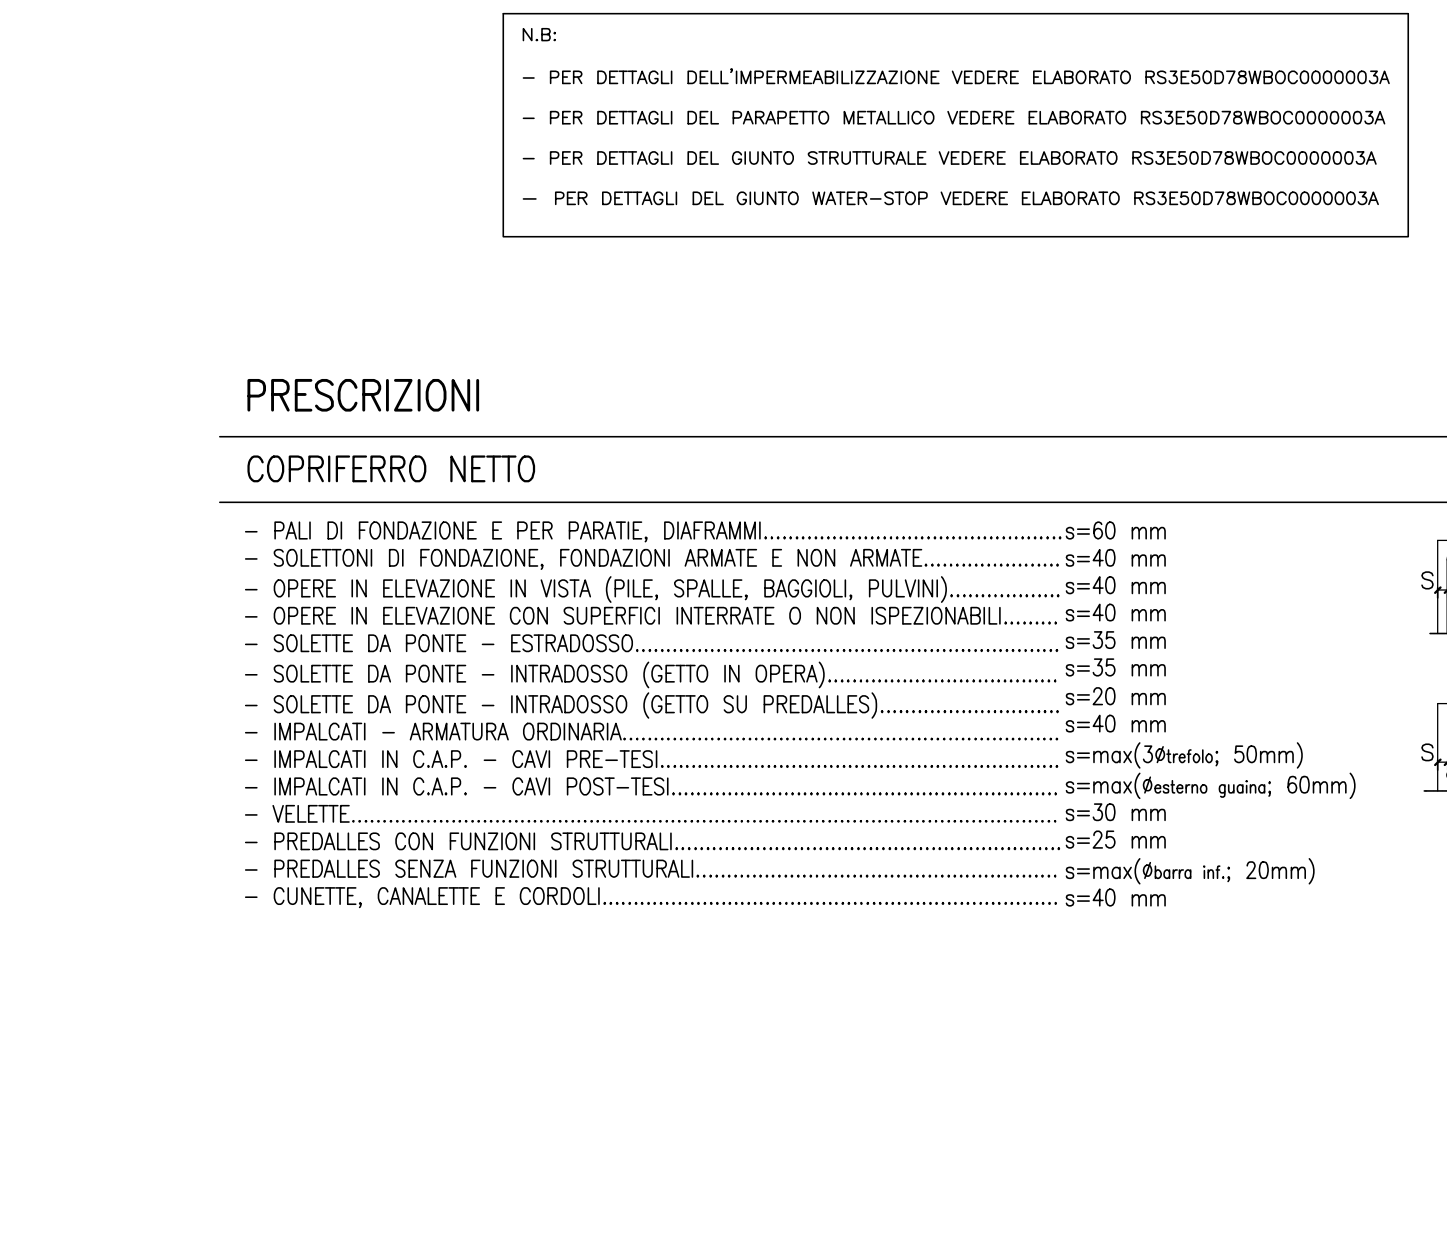 N.B:
– PER DETTAGLI DELL'IMPERMEABILIZZAZIONE VEDERE ELABORATO RS3E50D78WBOC0000003A
– PER DETTAGLI DEL PARAPETTO METALLICO VEDERE ELABORATO RS3E50D78WBOC0000003A
– PER DETTAGLI DEL GIUNTO STRUTTURALE VEDERE ELABORATO RS3E50D78WBOC0000003A
– PER DETTAGLI DEL GIUNTO WATER–STOP VEDERE ELABORATO RS3E50D78WBOC0000003A
PRESCRIZIONI
COPRIFERRO NETTO
– PALI DI FONDAZIONE E PER PARATIE, DIAFRAMMI................................................s=60 mm
– SOLETTONI DI FONDAZIONE, FONDAZIONI ARMATE E NON ARMATE......................s=40 mm
– OPERE IN ELEVAZIONE IN VISTA (PILE, SPALLE, BAGGIOLI, PULVINI)..................s=40 mm
– OPERE IN ELEVAZIONE CON SUPERFICI INTERRATE O NON ISPEZIONABILI.........s=40 mm
– SOLETTE DA PONTE – ESTRADOSSO....................................................................s=35 mm
– SOLETTE DA PONTE – INTRADOSSO (GETTO IN OPERA).....................................s=35 mm
– SOLETTE DA PONTE – INTRADOSSO (GETTO SU PREDALLES).............................s=20 mm
– IMPALCATI – ARMATURA ORDINARIA......................................................................s=40 mm
– IMPALCATI IN C.A.P. – CAVI PRE–TESI................................................................s=max(3Øtrefolo; 50mm)
– IMPALCATI IN C.A.P. – CAVI POST–TESI..............................................................s=max(Øesterno guaina; 60mm)
– VELETTE.................................................................................................................s=30 mm
– PREDALLES CON FUNZIONI STRUTTURALI..............................................................s=25 mm
– PREDALLES SENZA FUNZIONI STRUTTURALI..........................................................s=max(Øbarra inf.; 20mm)
– CUNETTE, CANALETTE E CORDOLI.........................................................................s=40 mm
S
S